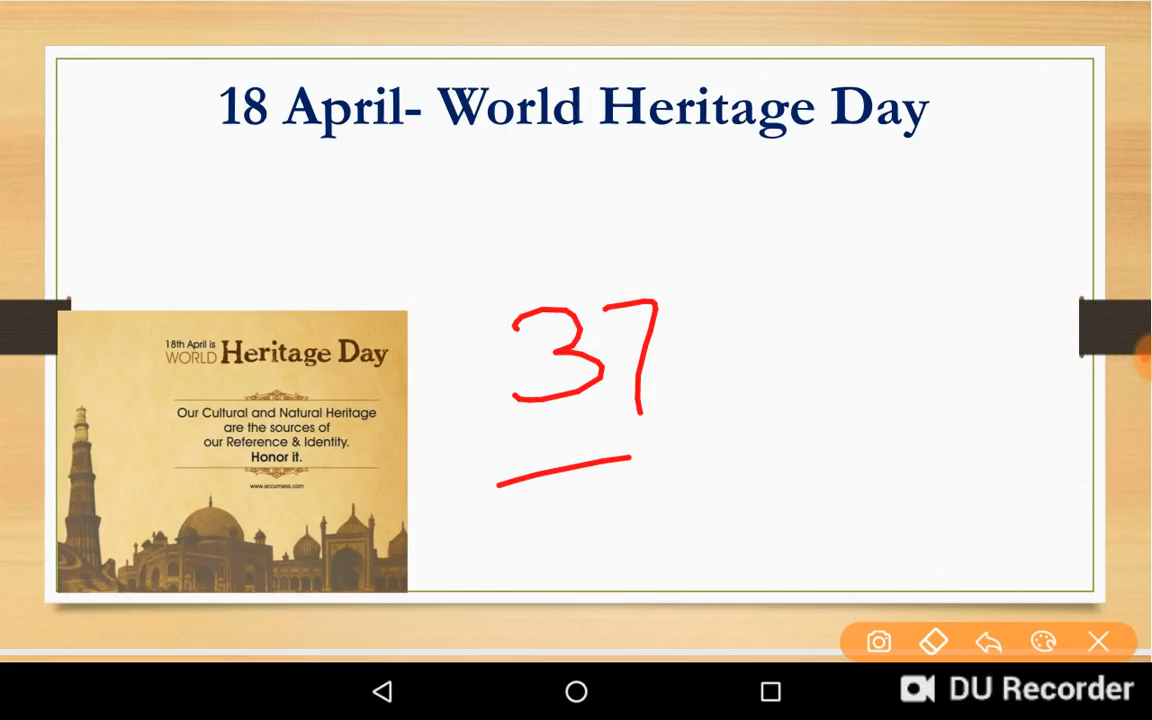 18 April- World Heritage Day
18th April is
WORLD Heritage Day
Our Cultural and Natural Heritage
are the sources of
our Reference & Identity.
Honor it.
www.accumass.com
37
DU Recorder